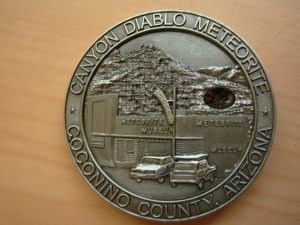 CANYON DIABLO METEORITE
METEORITE
MUSEUM
METEORITE
MUSEUM
COCONINO COUNTY, ARIZONA